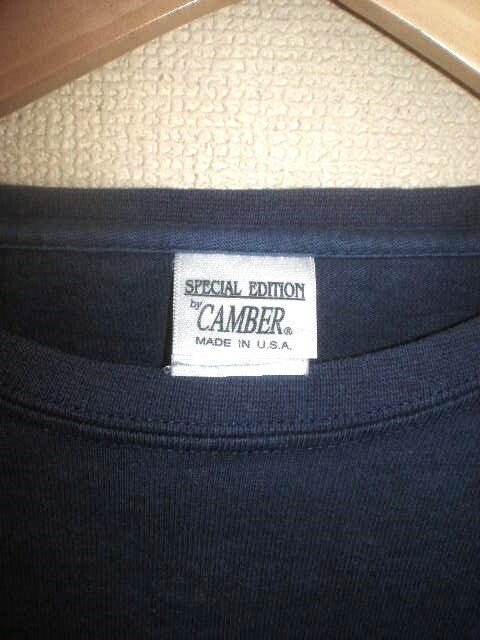 SPECIAL EDITION
by CAMBER®
MADE IN U.S.A.